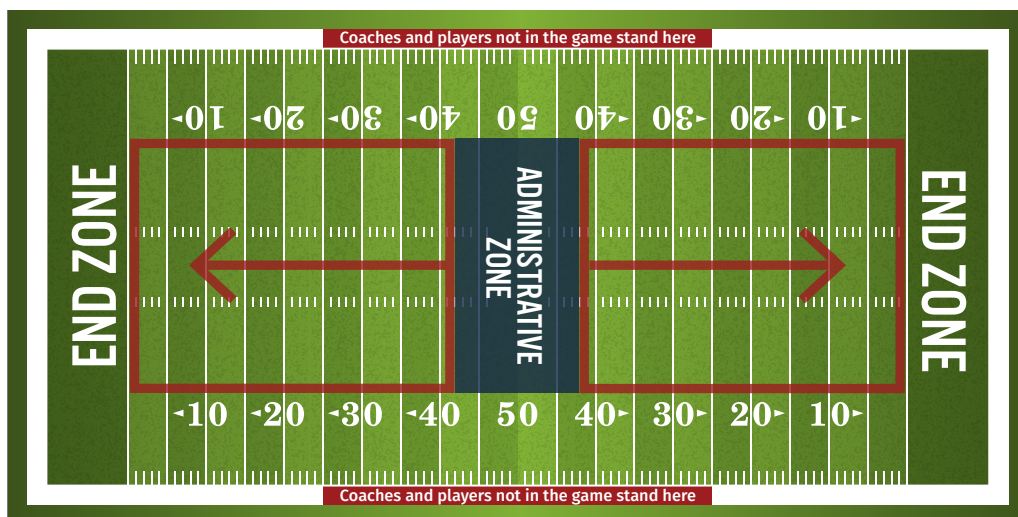 Coaches and players not in the game stand here
10 20 30 40 50 40 30 20 10
END ZONE
ADMINISTRATIVE
ZONE
END ZONE
10 20 30 40 50 40 30 20 10
Coaches and players not in the game stand here